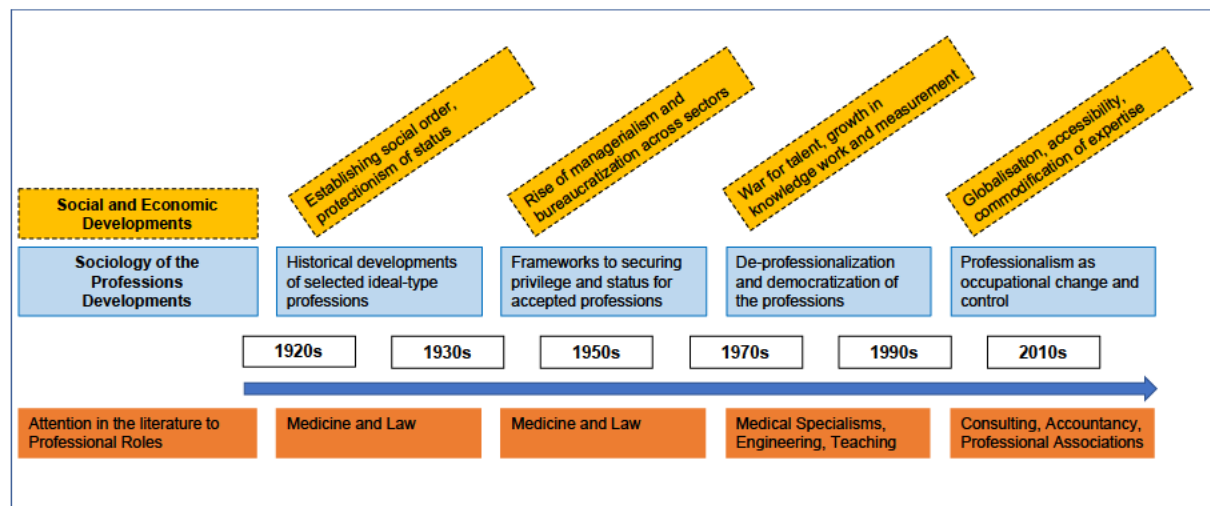 Establishing social order,
protectionism of status
Rise of managerialism and
bureaucratization across sectors
War for talent, growth in
knowledge work and measurement
Globalisation, accessibility,
commodification of expertise
Social and Economic
Developments
Sociology of the
Professions
Developments
Historical developments
of selected ideal-type
professions
Frameworks to securing
privilege and status for
accepted professions
De-professionalization
and democratization of
the professions
Professionalism as
occupational change and
control
1920s
1930s
1950s
1970s
1990s
2010s
Attention in the literature to
Professional Roles
Medicine and Law
Medicine and Law
Medical Specialisms,
Engineering, Teaching
Consulting, Accountancy,
Professional Associations